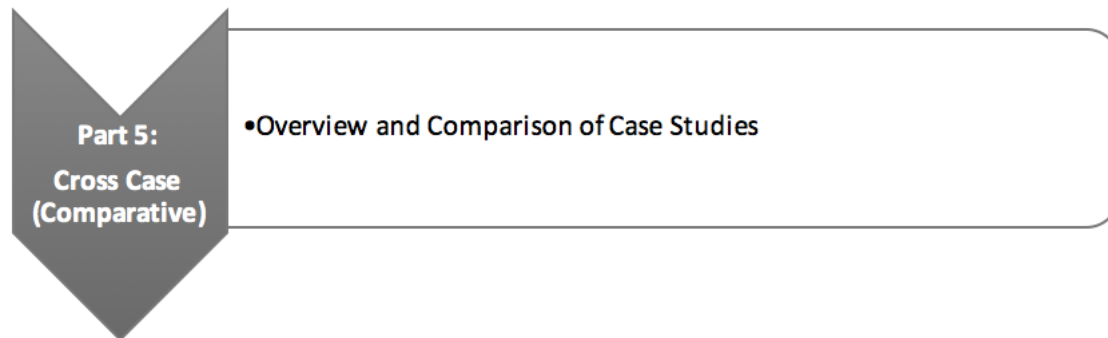 Part 5:
Cross Case
(Comparative)
•Overview and Comparison of Case Studies